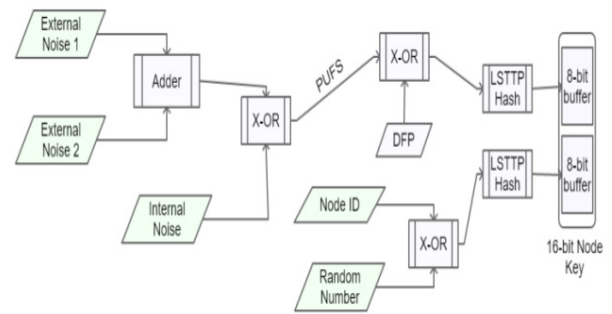 External
Noise 1
Adder
External
Noise 2
X-OR
Internal
Noise
PUFS
X-OR
DFP
LSTTP
Hash
8-bit
buffer
Node ID
X-OR
Random
Number
LSTTP
Hash
8-bit
buffer
16-bit Node
Key